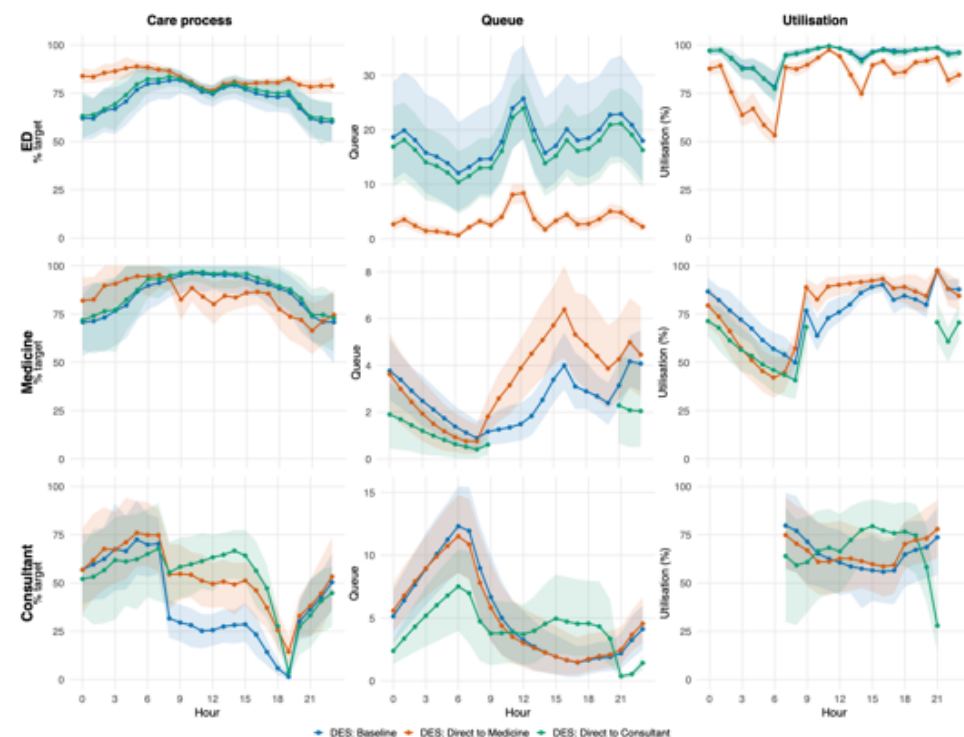 Care process
Queue
Utilisation
ED
% target
100
75
50
25
0
Queue
30
20
10
0
Utilisation (%)
100
75
50
25
0
Medicine
% target
100
75
50
25
0
Queue
8
6
4
2
0
Utilisation (%)
100
75
50
25
0
Consultant
% target
100
75
50
25
0
Queue
15
10
5
0
Utilisation (%)
100
75
50
25
0
0 3 6 9 12 15 18 21
Hour
0 3 6 9 12 15 18 21
Hour
0 3 6 9 12 15 18 21
Hour
DES: Baseline DES: Direct to Medicine DES: Direct to Consultant